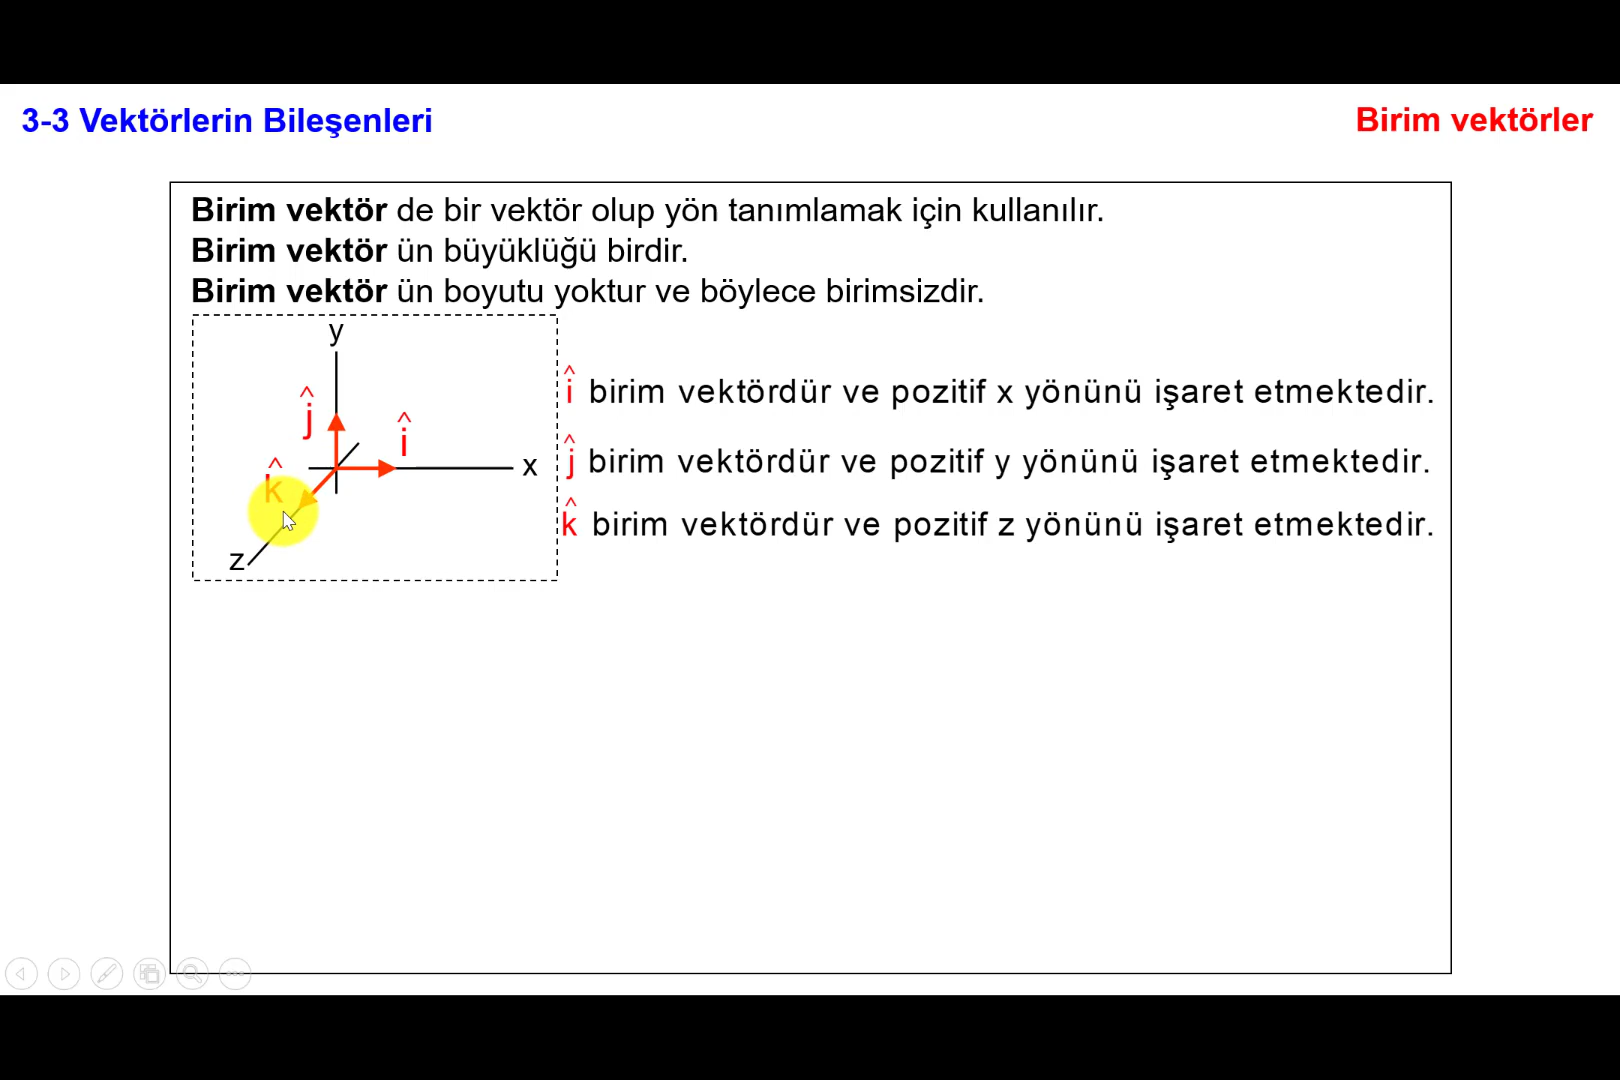 3-3 Vektörlerin Bileşenleri
Birim vektörler
Birim vektör de bir vektör olup yön tanımlamak için kullanılır.
Birim vektör ün büyüklüğü birdir.
Birim vektör ün boyutu yoktur ve böylece birimsizdir.
y
ĵ
î
x
k̂
z
î birim vektördür ve pozitif x yönünü işaret etmektedir.
ĵ birim vektördür ve pozitif y yönünü işaret etmektedir.
k̂ birim vektördür ve pozitif z yönünü işaret etmektedir.